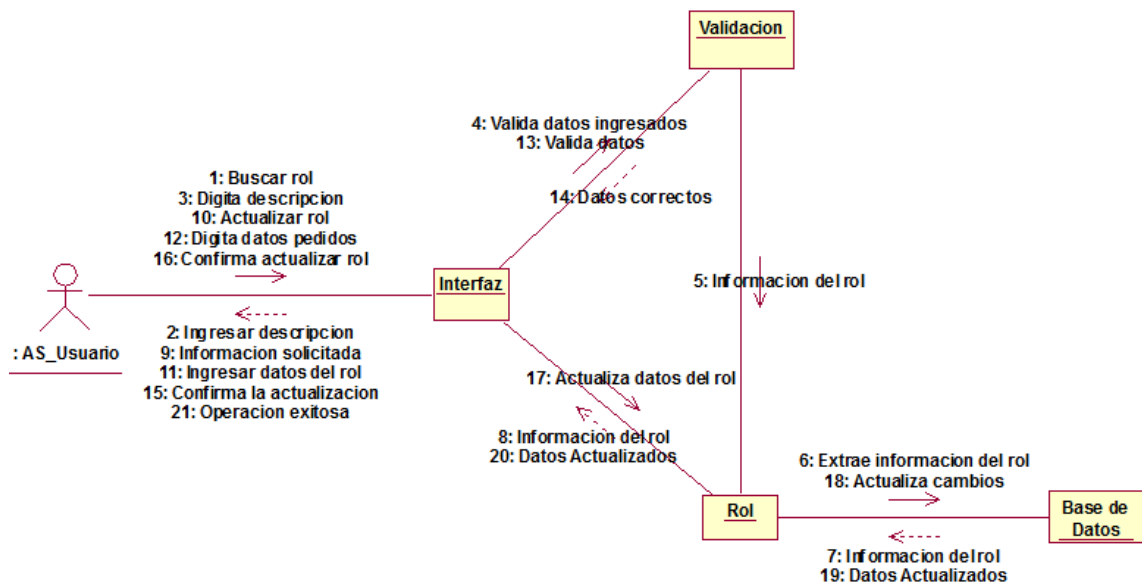 Validacion
4: Valida datos ingresados
13: Valida datos
14: Datos correctos
1: Buscar rol
3: Digita descripcion
10: Actualizar rol
12: Digita datos pedidos
16: Confirma actualizar rol
Interfaz
5: Informacion del rol
: AS_Usuario
2: Ingresar descripcion
9: Informacion solicitada
11: Ingresar datos del rol
15: Confirma la actualizacion
21: Operacion exitosa
17: Actualiza datos del rol
8: Informacion del rol
20: Datos Actualizados
6: Extrae informacion del rol
18: Actualiza cambios
Rol
Base de
Datos
7: Informacion del rol
19: Datos Actualizados